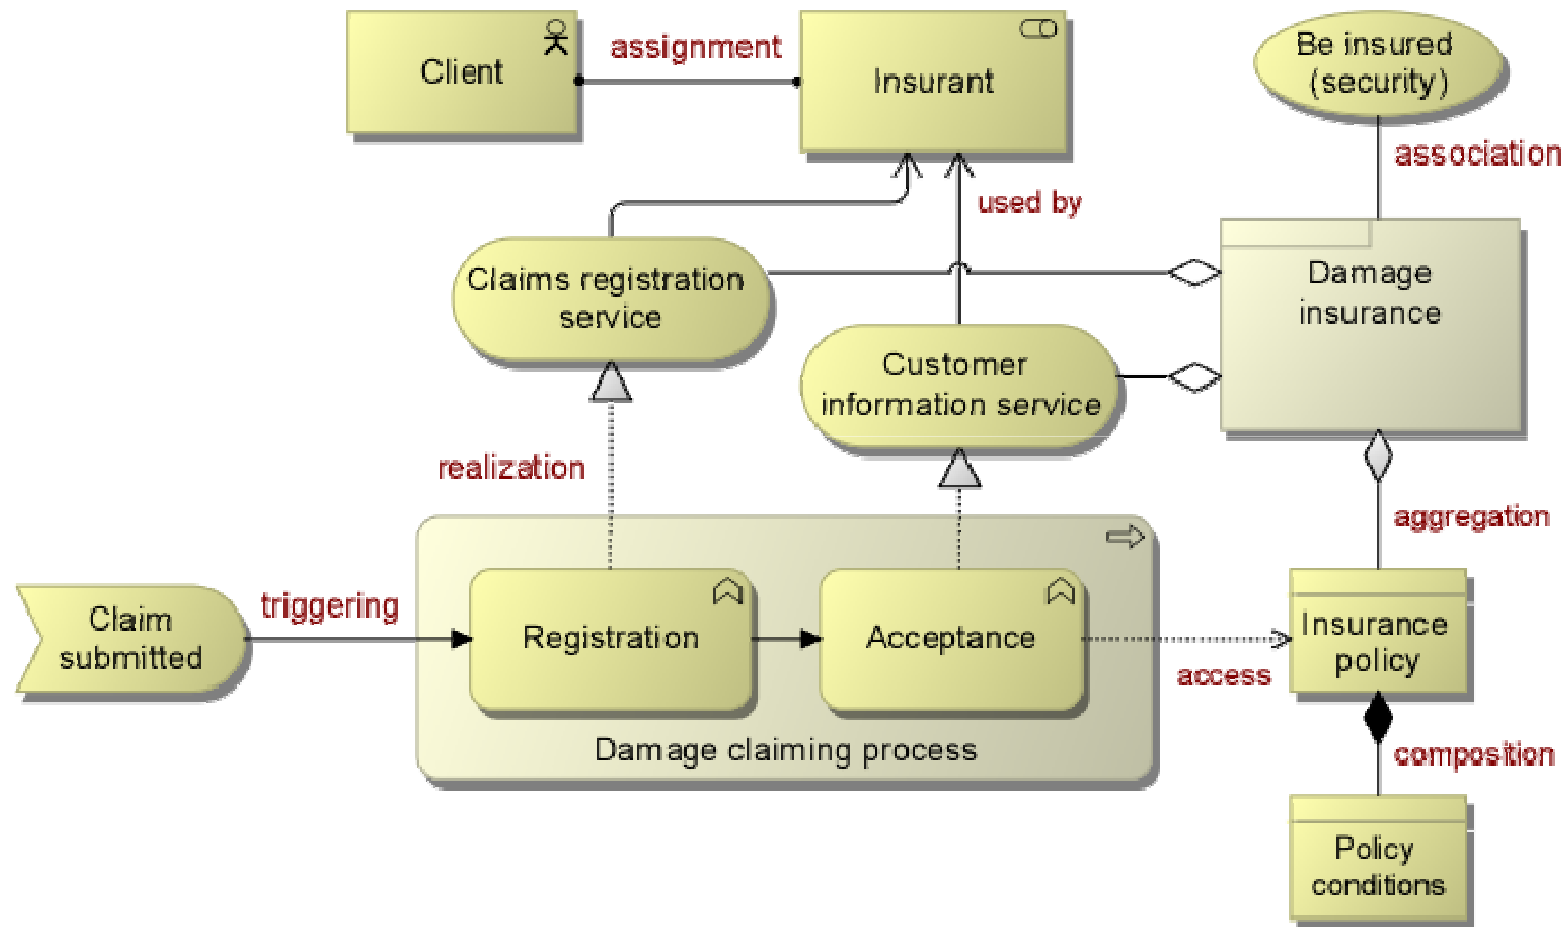 Client
assignment
Insurant
Be insured
(security)
association
used by
Claims registration
service
Damage
insurance
Customer
information service
realization
aggregation
Claim
submitted
triggering
Registration
Acceptance
access
Insurance
policy
Damage claiming process
composition
Policy
conditions